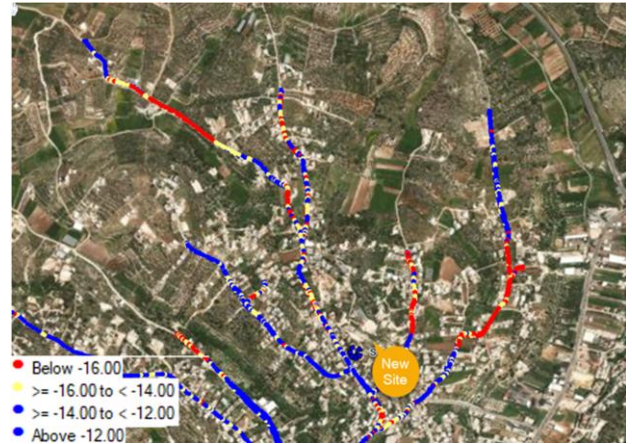 S
New
Site
Below -16.00
>= -16.00 to < -14.00
>= -14.00 to < -12.00
Above -12.00